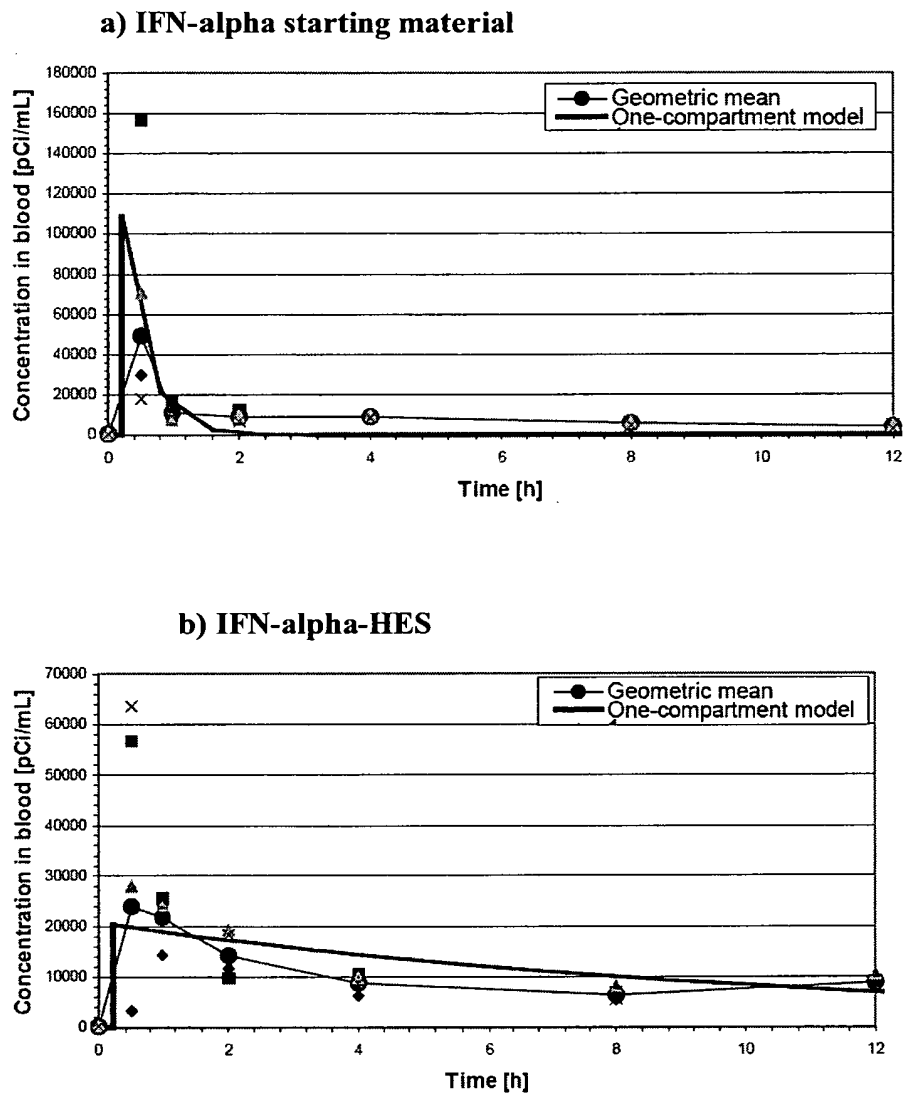 a) IFN-alpha starting material
Concentration in blood [pCi/mL]
180000
160000
140000
120000
100000
80000
60000
40000
20000
0
Geometric mean
One-compartment model
0 2 4 6 8 10 12
Time [h]
b) IFN-alpha-HES
Concentration in blood [pCi/mL]
70000
60000
50000
40000
30000
20000
10000
0
Geometric mean
One-compartment model
0 2 4 6 8 10 12
Time [h]